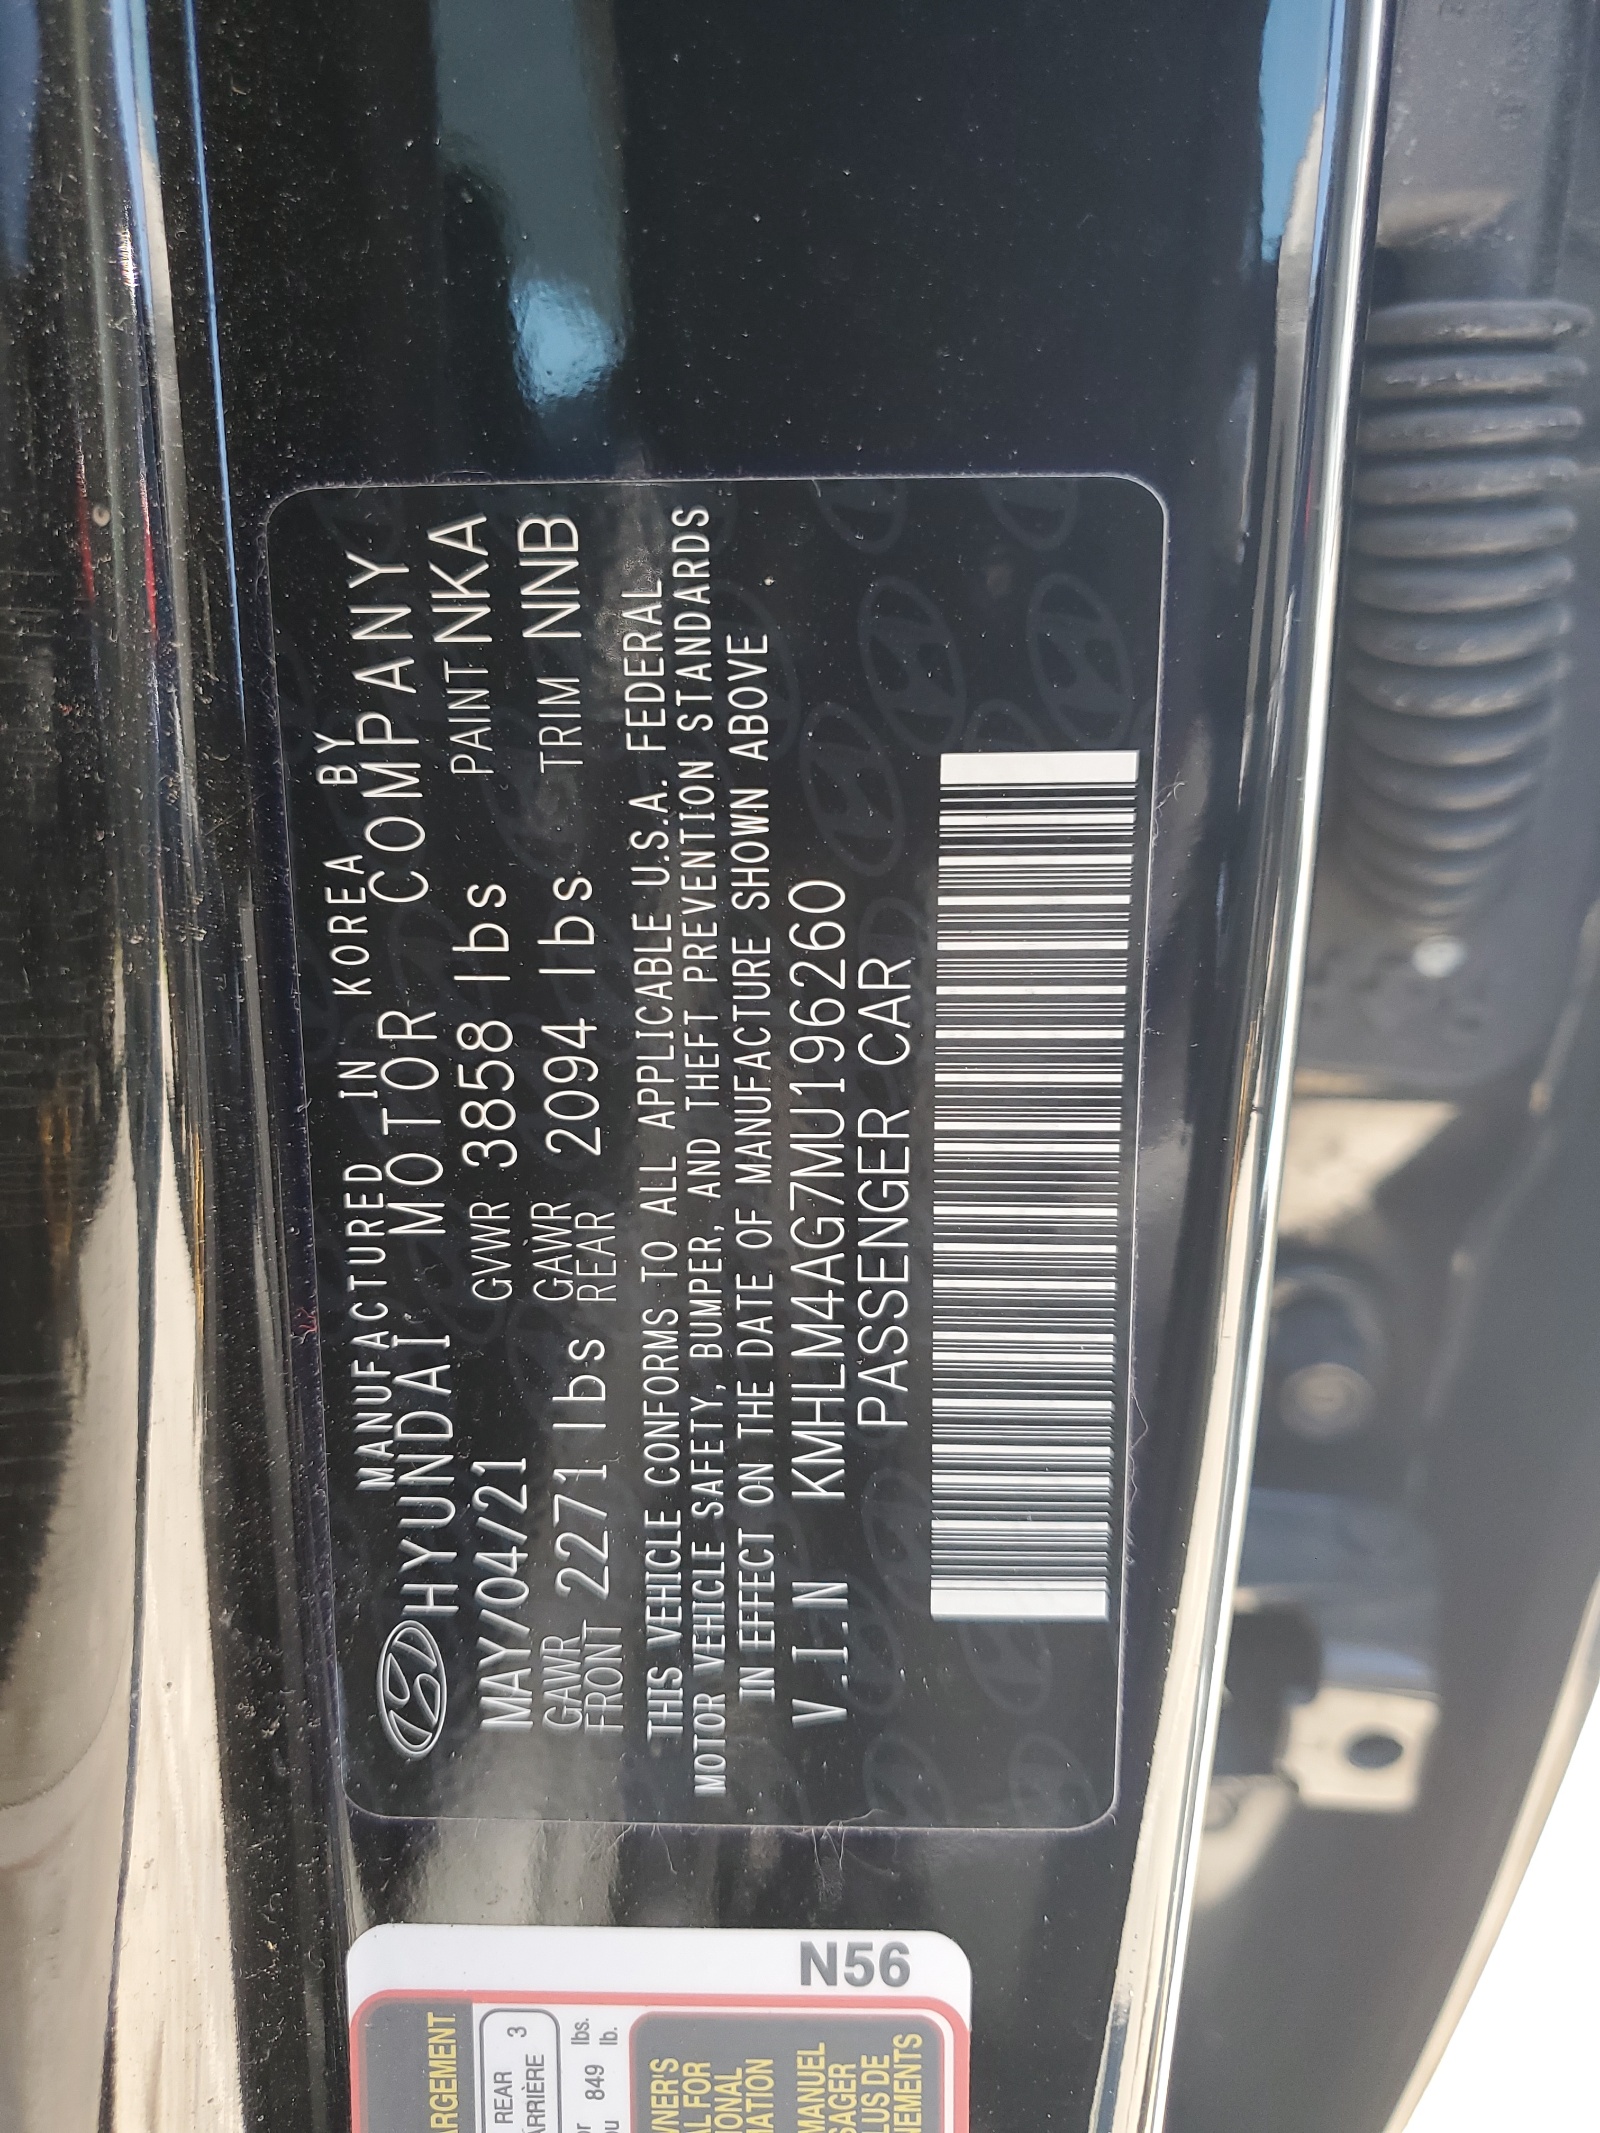 MANUFACTURED IN KOREA BY
HYUNDAI MOTOR COMPANY
MAY/04/21 GVWR 3858 lbs PAINT NKA
GAWR FRONT 2271 lbs GAWR REAR 2094 lbs TRIM NNB
THIS VEHICLE CONFORMS TO ALL APPLICABLE U.S.A. FEDERAL
MOTOR VEHICLE SAFETY, BUMPER, AND THEFT PREVENTION STANDARDS
IN EFFECT ON THE DATE OF MANUFACTURE SHOWN ABOVE
V.I.N KMHLM4AG7MU196260
PASSENGER CAR
N56
REAR
ARRIÈRE 3
849 lbs.
lb.